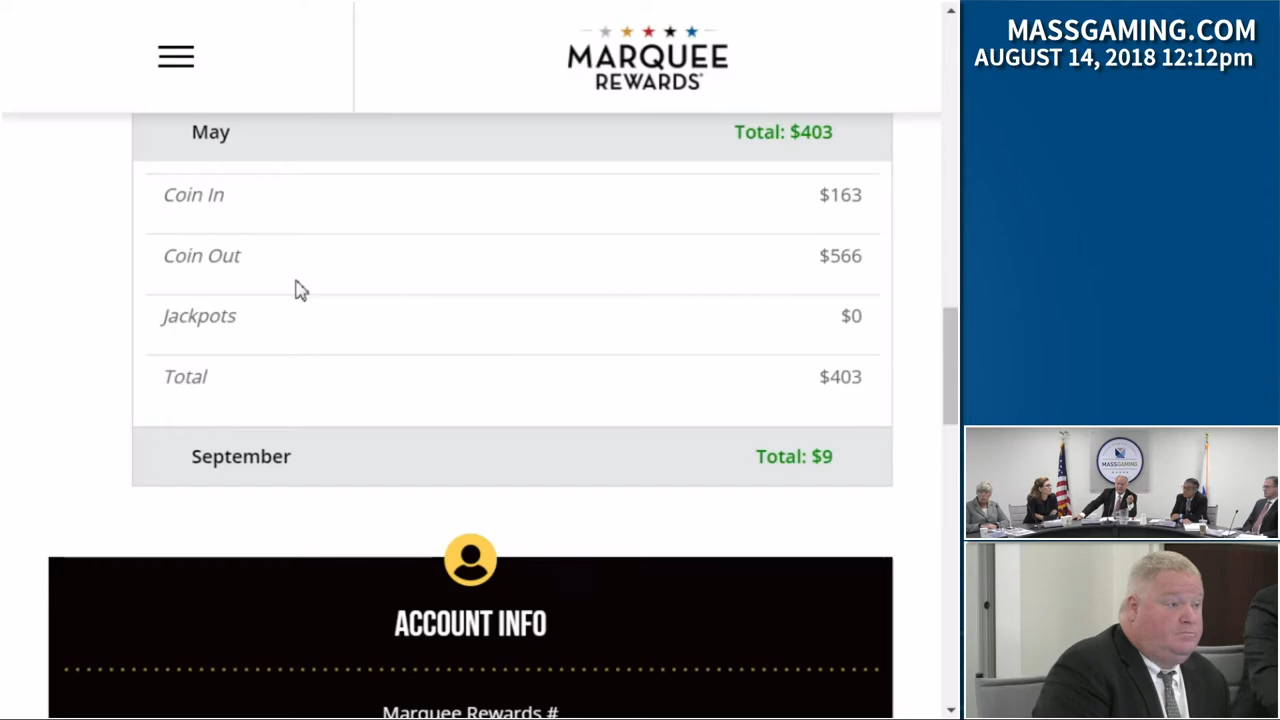 MARQUEE
REWARDS®
May Total: $403
Coin In $163
Coin Out $566
Jackpots $0
Total $403
September Total: $9
ACCOUNT INFO
Marquee Rewards #
MASSGAMING.COM
AUGUST 14, 2018 12:12pm
MASSGAMING